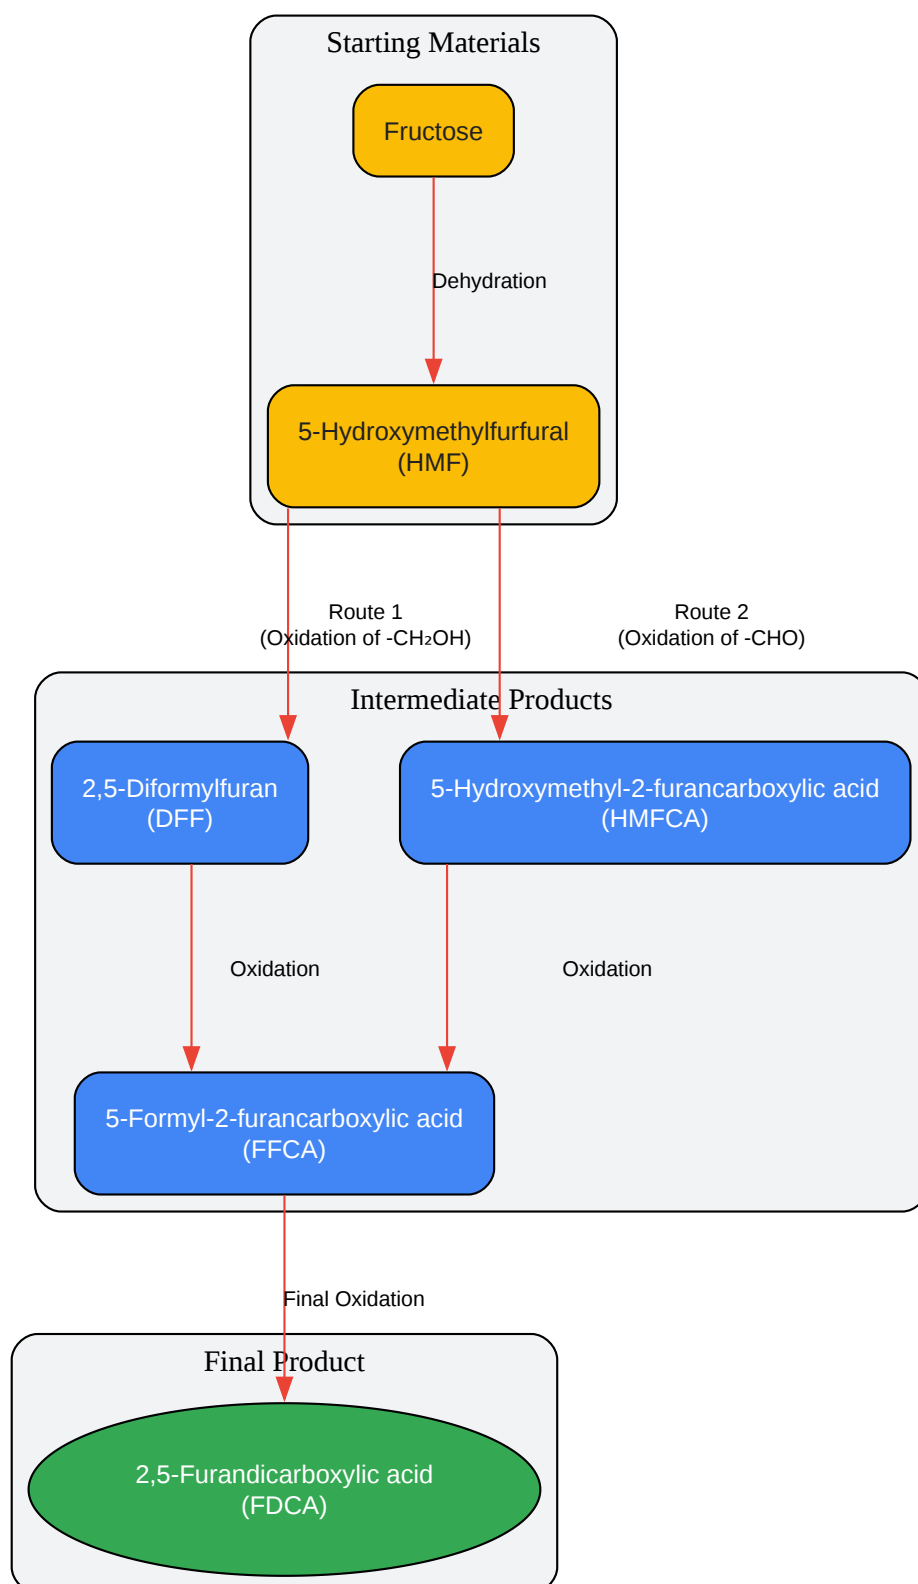 Starting Materials
Fructose
Dehydration
5-Hydroxymethylfurfural
(HMF)
Route 1
(Oxidation of -CH₂OH)
Route 2
(Oxidation of -CHO)
Intermediate Products
2,5-Diformylfuran
(DFF)
5-Hydroxymethyl-2-furancarboxylic acid
(HMFCA)
Oxidation
Oxidation
5-Formyl-2-furancarboxylic acid
(FFCA)
Final Oxidation
Final Product
2,5-Furandicarboxylic acid
(FDCA)